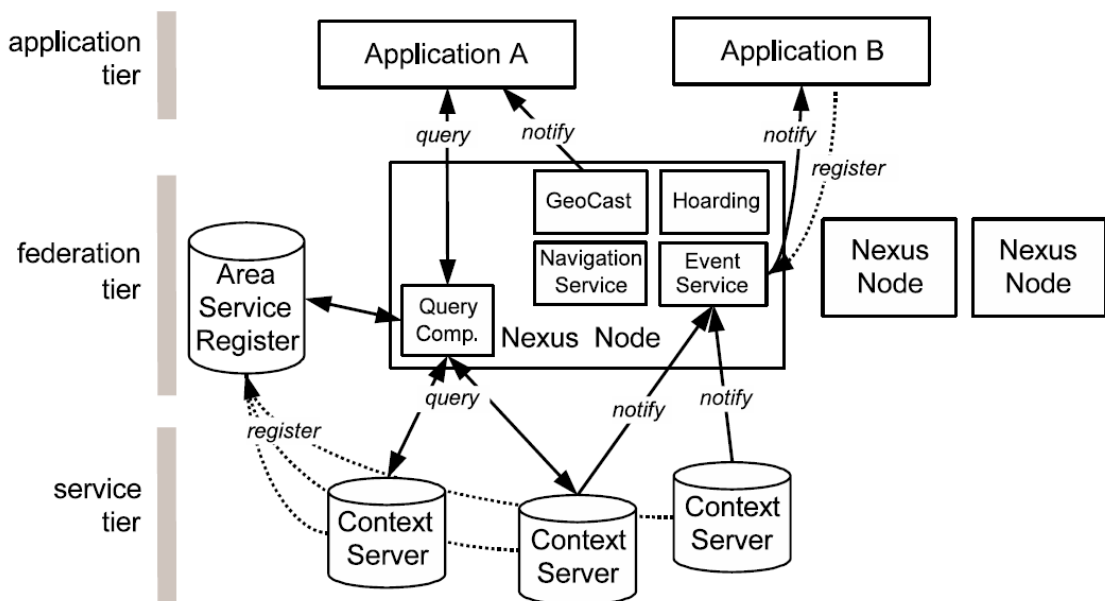 application
tier
Application A
Application B
query
notify
notify
register
GeoCast
Hoarding
federation
tier
Area
Service
Register
Navigation
Service
Event
Service
Nexus
Node
Nexus
Node
Query
Comp.
Nexus Node
query
notify
notify
register
service
tier
Context
Server
Context
Server
Context
Server